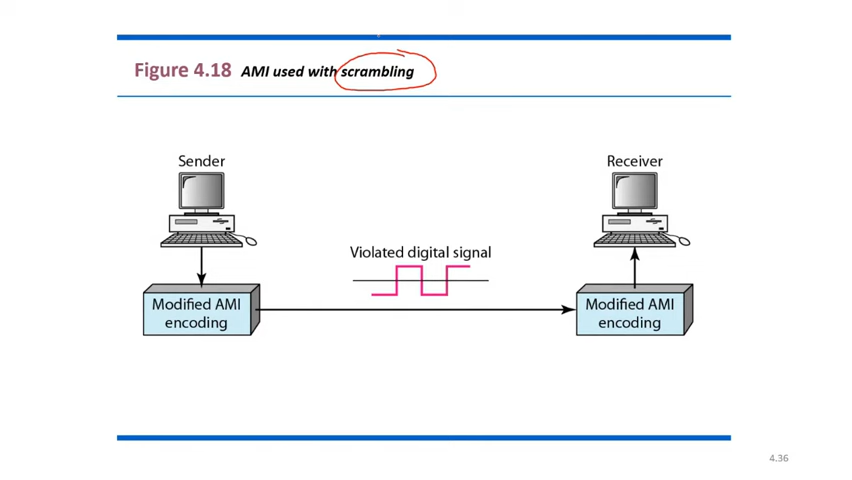 Figure 4.18 AMI used with scrambling
Sender
Receiver
Violated digital signal
Modified AMI
encoding
Modified AMI
encoding
4.36